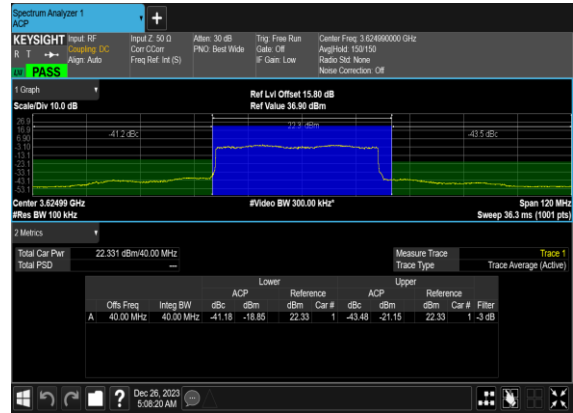 Spectrum Analyzer 1
ACP
KEYSIGHT Input: RF Input Z: 50 Ω Atten: 30 dB Trig: Free Run Center Freq: 3.624990000 GHz
R T Coupling: DC Corr CCorr PNO: Best Wide Gate: Off Avg|Hold: 150/150
Align: Auto Freq Ref: Int (S) IF Gain: Low Radio Std: None
Noise Correction: Off
LW PASS
1 Graph
Ref Lvl Offset 15.80 dB
Scale/Div 10.0 dB Ref Value 36.90 dBm
26.9
16.9
6.90
-3.10
-13.1
-23.1
-33.1
-43.1
-53.1
-41.2 dBc 22.3 dBm -43.5 dBc
Center 3.62499 GHz #Video BW 300.00 kHz* Span 120 MHz
#Res BW 100 kHz Sweep 36.3 ms (1001 pts)
2 Metrics
Total Car Pwr 22.331 dBm/40.00 MHz Measure Trace Trace 1
Total PSD --- Trace Type Trace Average (Active)
Lower Upper
ACP Reference ACP Reference
Offs Freq Integ BW dBc dBm dBm Car # dBc dBm dBm Car # Filter
A 40.00 MHz 40.00 MHz -41.18 -18.85 22.33 1 -43.48 -21.15 22.33 1 -3 dB
Dec 26, 2023
5:08:20 AM